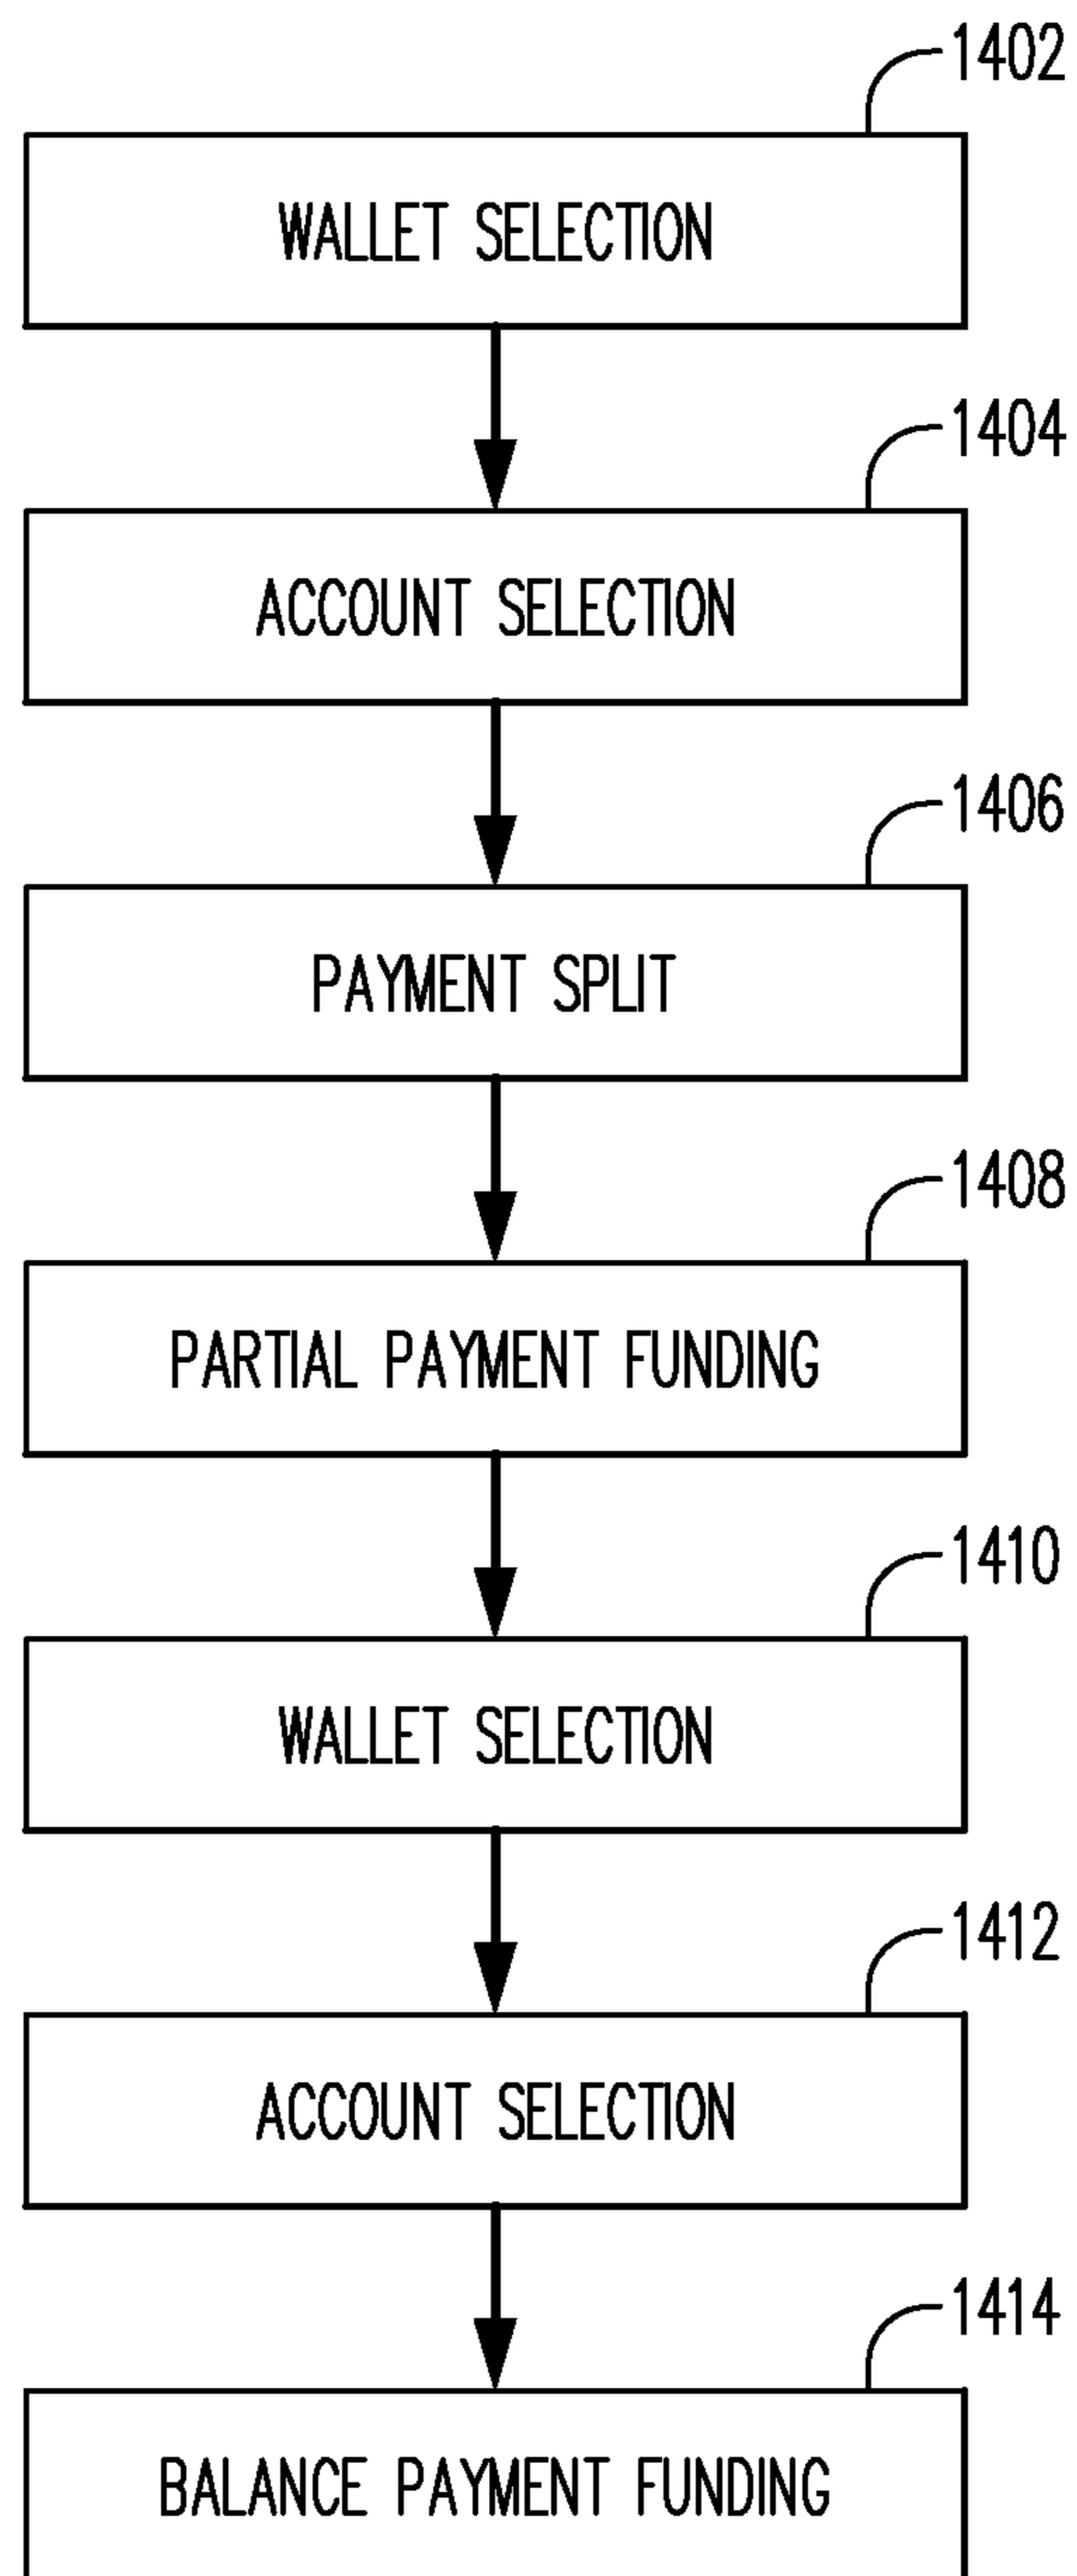 1402
WALLET SELECTION
1404
ACCOUNT SELECTION
1406
PAYMENT SPLIT
1408
PARTIAL PAYMENT FUNDING
1410
WALLET SELECTION
1412
ACCOUNT SELECTION
1414
BALANCE PAYMENT FUNDING